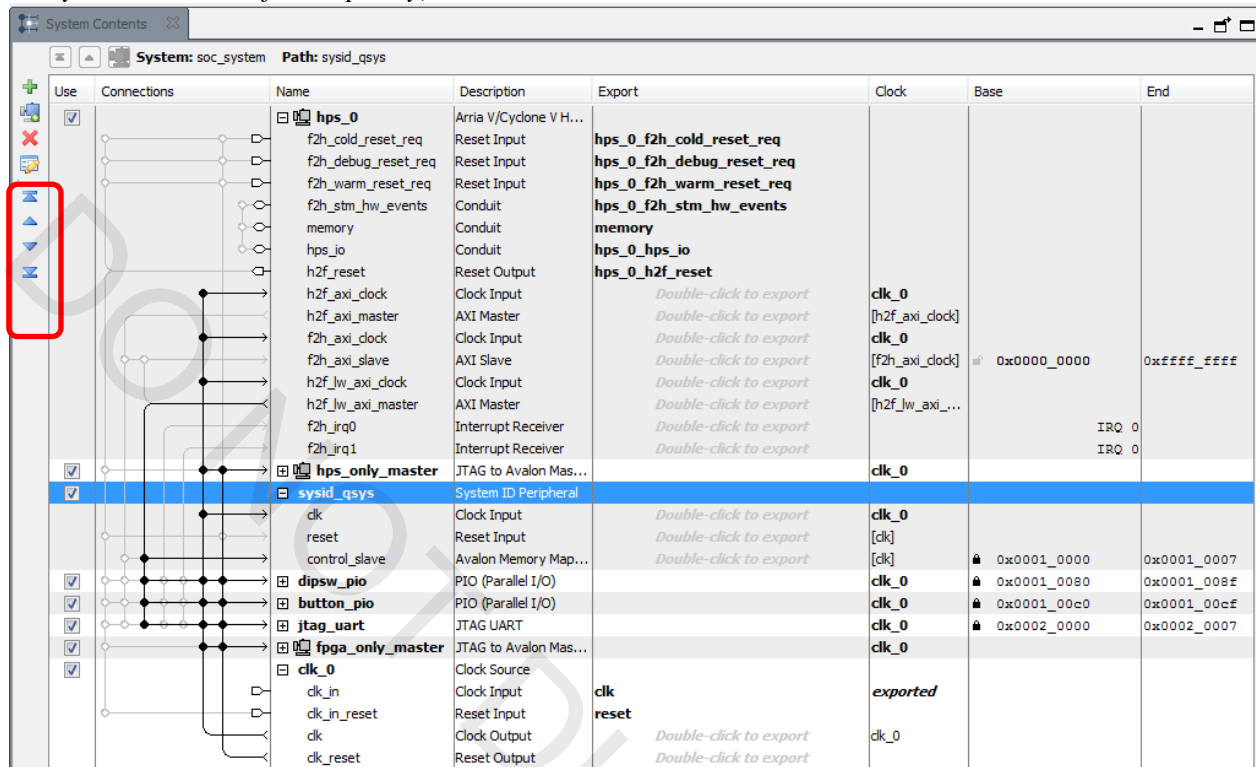 System Contents
System: soc_system Path: sysid_qsys
Use Connections Name Description Export Clock Base End
hps_0 Arria V/Cyclone V H...
f2h_cold_reset_req Reset Input hps_0_f2h_cold_reset_req
f2h_debug_reset_req Reset Input hps_0_f2h_debug_reset_req
f2h_warm_reset_req Reset Input hps_0_f2h_warm_reset_req
f2h_stm_hw_events Conduit hps_0_f2h_stm_hw_events
memory Conduit memory
hps_io Conduit hps_0_hps_io
h2f_reset Reset Output hps_0_h2f_reset
h2f_axi_clock Clock Input Double-click to export clk_0
h2f_axi_master AXI Master Double-click to export [h2f_axi_clock]
f2h_axi_clock Clock Input Double-click to export clk_0
f2h_axi_slave AXI Slave Double-click to export [f2h_axi_clock] 0x0000_0000 0xffff_ffff
h2f_lw_axi_clock Clock Input Double-click to export clk_0
h2f_lw_axi_master AXI Master Double-click to export [h2f_lw_axi_...
f2h_irq0 Interrupt Receiver Double-click to export IRQ 0
f2h_irq1 Interrupt Receiver Double-click to export IRQ 0
hps_only_master JTAG to Avalon Mas... clk_0
sysid_qsys System ID Peripheral
clk Clock Input Double-click to export clk_0
reset Reset Input Double-click to export [clk]
control_slave Avalon Memory Map... Double-click to export [clk] 0x0001_0000 0x0001_0007
dipsw_pio PIO (Parallel I/O) clk_0 0x0001_0080 0x0001_008f
button_pio PIO (Parallel I/O) clk_0 0x0001_00c0 0x0001_00cf
jtag_uart JTAG UART clk_0 0x0002_0000 0x0002_0007
fpga_only_master JTAG to Avalon Mas... clk_0
clk_0 Clock Source
clk_in Clock Input clk exported
clk_in_reset Reset Input reset
clk Clock Output Double-click to export clk_0
clk_reset Reset Output Double-click to export
DO NOT